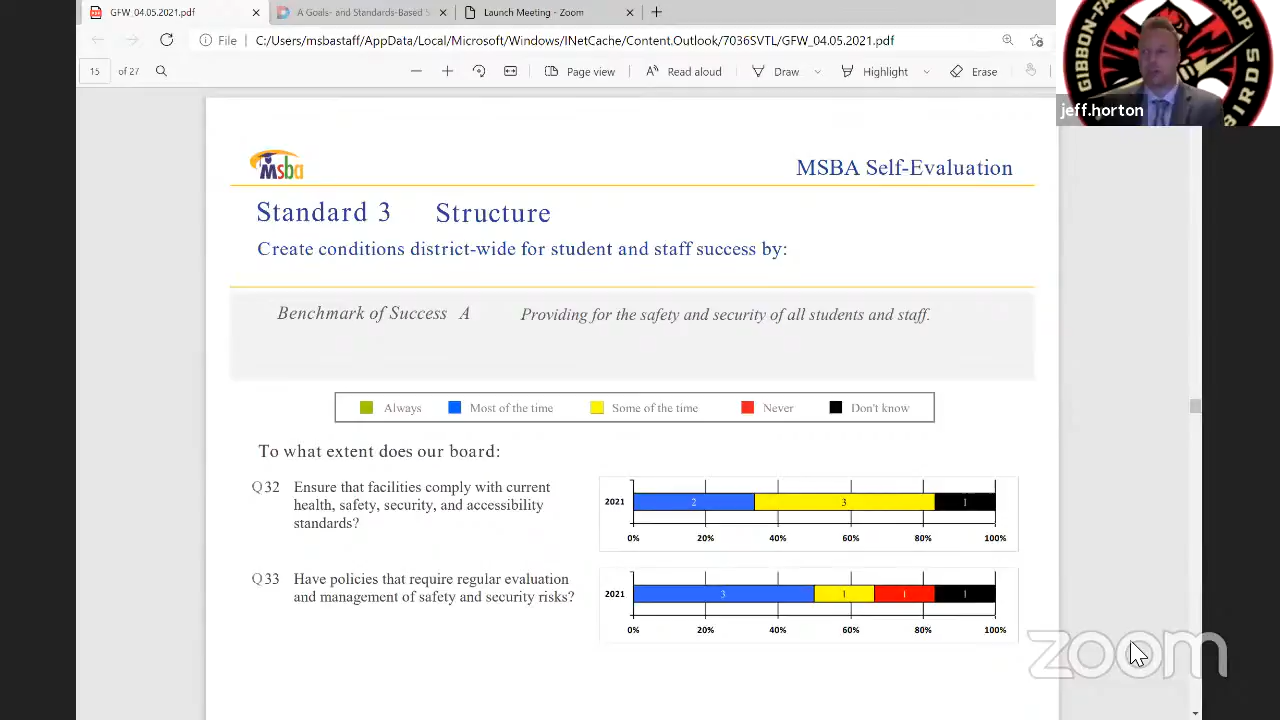 GFW_04.05.2021.pdf
A Goals- and Standards-Based S
Launch Meeting - Zoom
File
C:/Users/msbastaff/AppData/Local/Microsoft/Windows/INetCache/Content.Outlook/7036SVTL/GFW_04.05.2021.pdf
15 of 27
Page view
Read aloud
Draw
Highlight
Erase
GIBBON-FA
ROP
BIRDS
jeff.horton
msba
MSBA Self-Evaluation
Standard 3 Structure
Create conditions district-wide for student and staff success by:
Benchmark of Success A Providing for the safety and security of all students and staff.
Always Most of the time Some of the time Never Don't know
To what extent does our board:
Q32 Ensure that facilities comply with current
health, safety, security, and accessibility
standards?
2021 2 3 1
0% 20% 40% 60% 80% 100%
Q33 Have policies that require regular evaluation
and management of safety and security risks?
2021 3 1 1 1
0% 20% 40% 60% 80% 100%
zoom